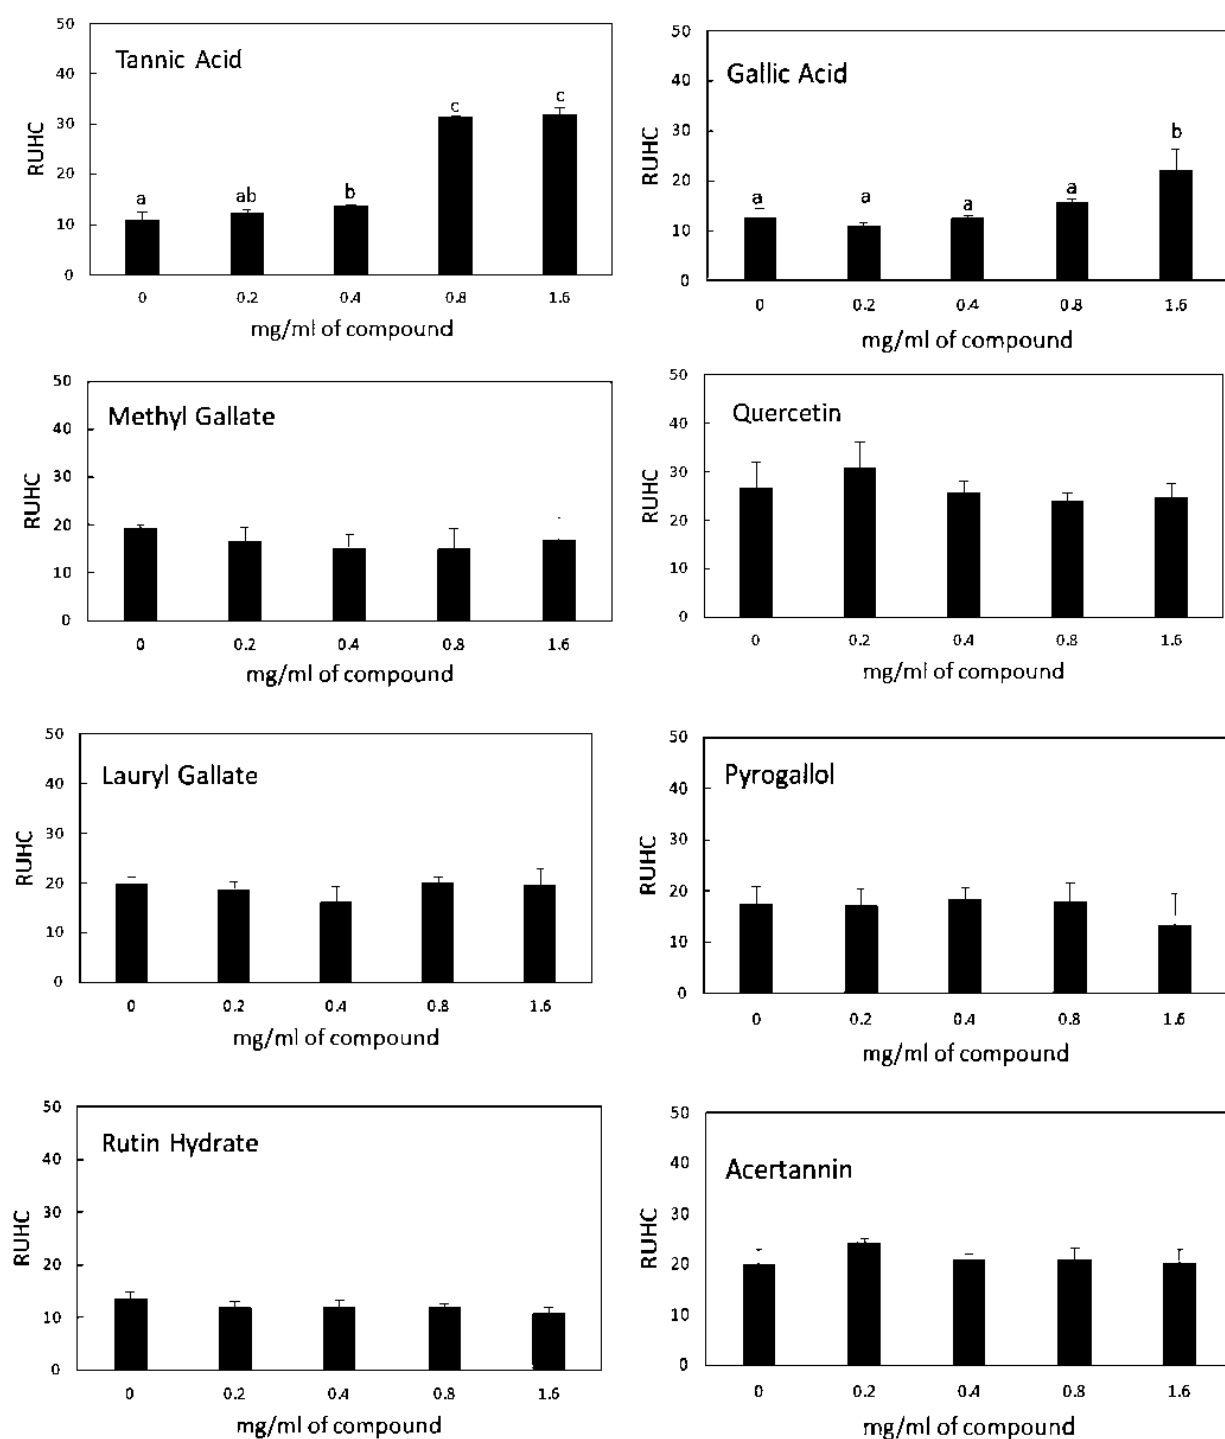 Tannic Acid
RUHC
50
40
30
20
10
0
a
ab
b
c
c
0 0.2 0.4 0.8 1.6
mg/ml of compound
Gallic Acid
RUHC
50
40
30
20
10
0
a
a
a
a
b
0 0.2 0.4 0.8 1.6
mg/ml of compound
Methyl Gallate
RUHC
50
40
30
20
10
0
0 0.2 0.4 0.8 1.6
mg/ml of compound
Quercetin
RUHC
50
40
30
20
10
0
0 0.2 0.4 0.8 1.6
mg/ml of compound
Lauryl Gallate
RUHC
50
40
30
20
10
0
0 0.2 0.4 0.8 1.6
mg/ml of compound
Pyrogallol
RUHC
50
40
30
20
10
0
0 0.2 0.4 0.8 1.6
mg/ml of compound
Rutin Hydrate
RUHC
50
40
30
20
10
0
0 0.2 0.4 0.8 1.6
mg/ml of compound
Acertannin
RUHC
50
40
30
20
10
0
0 0.2 0.4 0.8 1.6
mg/ml of compound